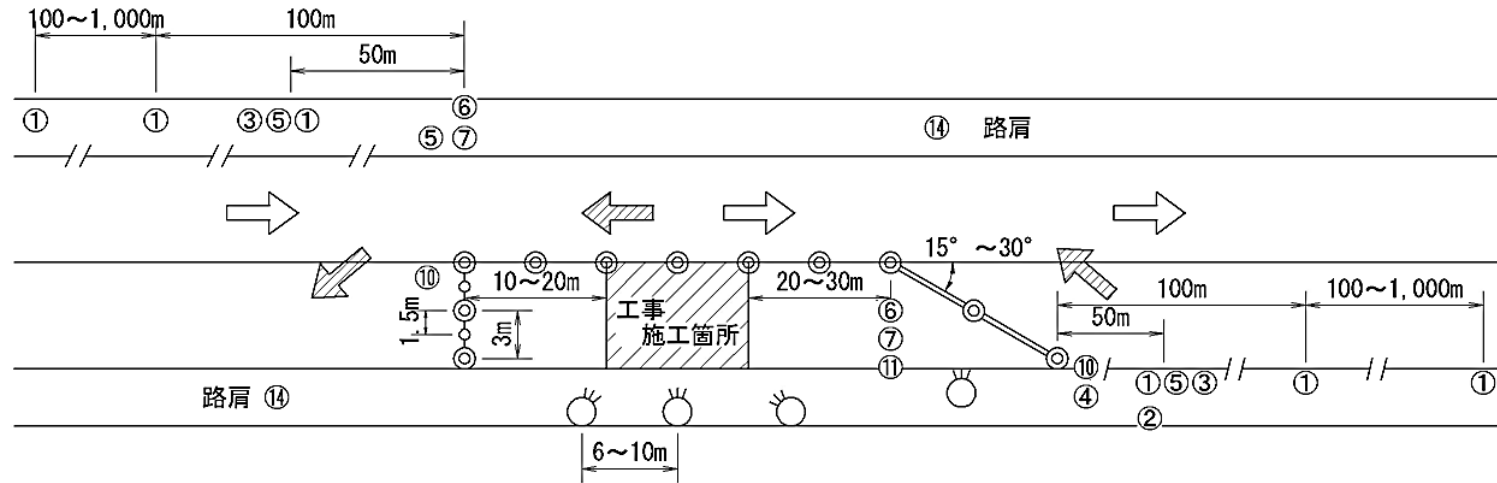 100～1,000m 100m
50m
① ① ③⑤① ⑥
⑤ ⑦ ⑭ 路肩
15° ～30°
⑩ 10～20m 20～30m 100m 100～1,000m
1.5m 3m 工事 ⑥ 50m
施工箇所 ⑦
⑪ ⑩ ①⑤③ ① ①
路肩 ⑭ ④ ②
6～10m